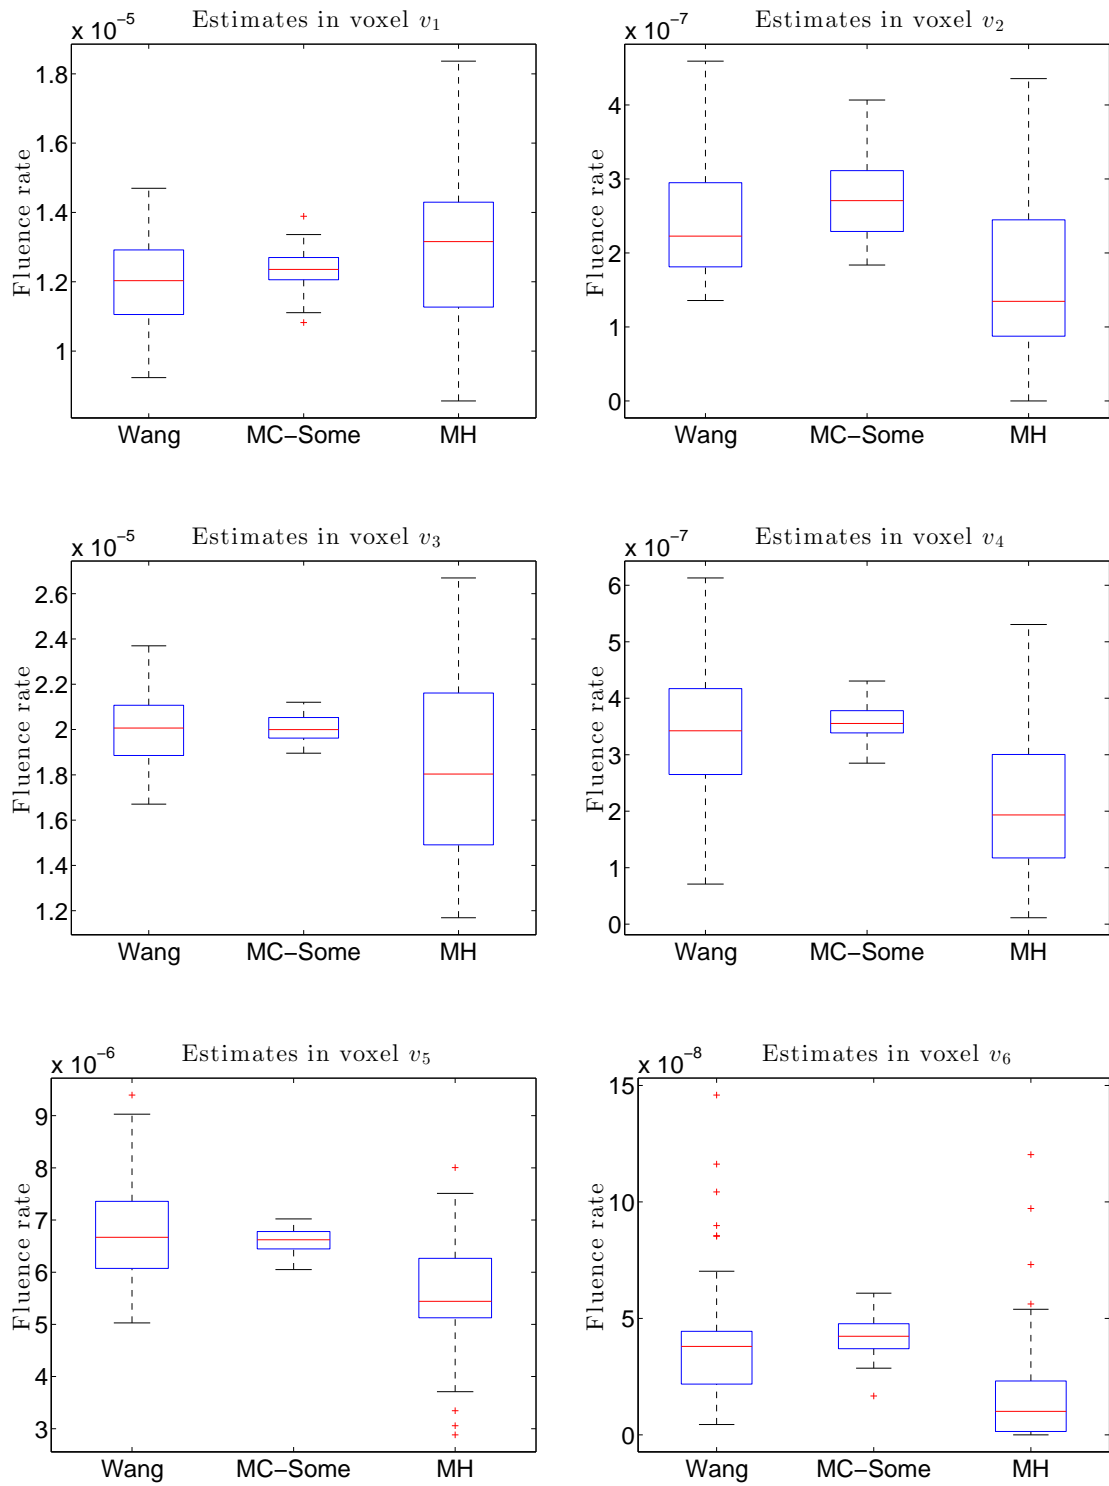 Estimates in voxel v₁
x 10⁻⁵
1.8
1.6
1.4
1.2
1
Fluence rate
Wang MC−Some MH
Estimates in voxel v₂
x 10⁻⁷
4
3
2
1
0
Fluence rate
Wang MC−Some MH
Estimates in voxel v₃
x 10⁻⁵
2.6
2.4
2.2
2
1.8
1.6
1.4
1.2
Fluence rate
Wang MC−Some MH
Estimates in voxel v₄
x 10⁻⁷
6
5
4
3
2
1
0
Fluence rate
Wang MC−Some MH
Estimates in voxel v₅
x 10⁻⁶
9
8
7
6
5
4
3
Fluence rate
Wang MC−Some MH
Estimates in voxel v₆
x 10⁻⁸
15
10
5
0
Fluence rate
Wang MC−Some MH